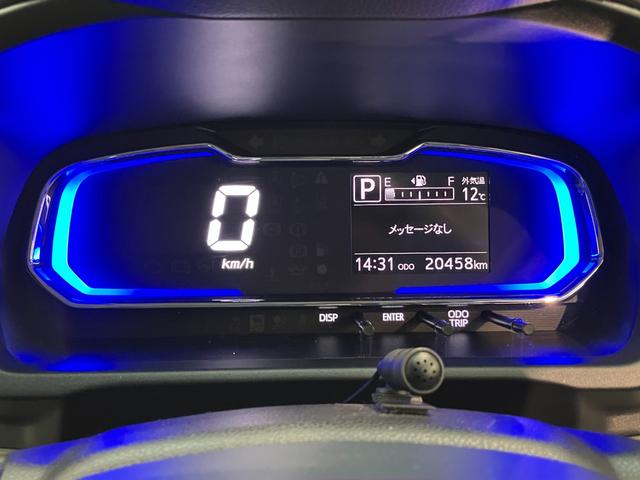 0
km/h
P
E F
外気温
12℃
メッセージなし
14:31 ODO 20458km
DISP
ENTER
ODO
TRIP